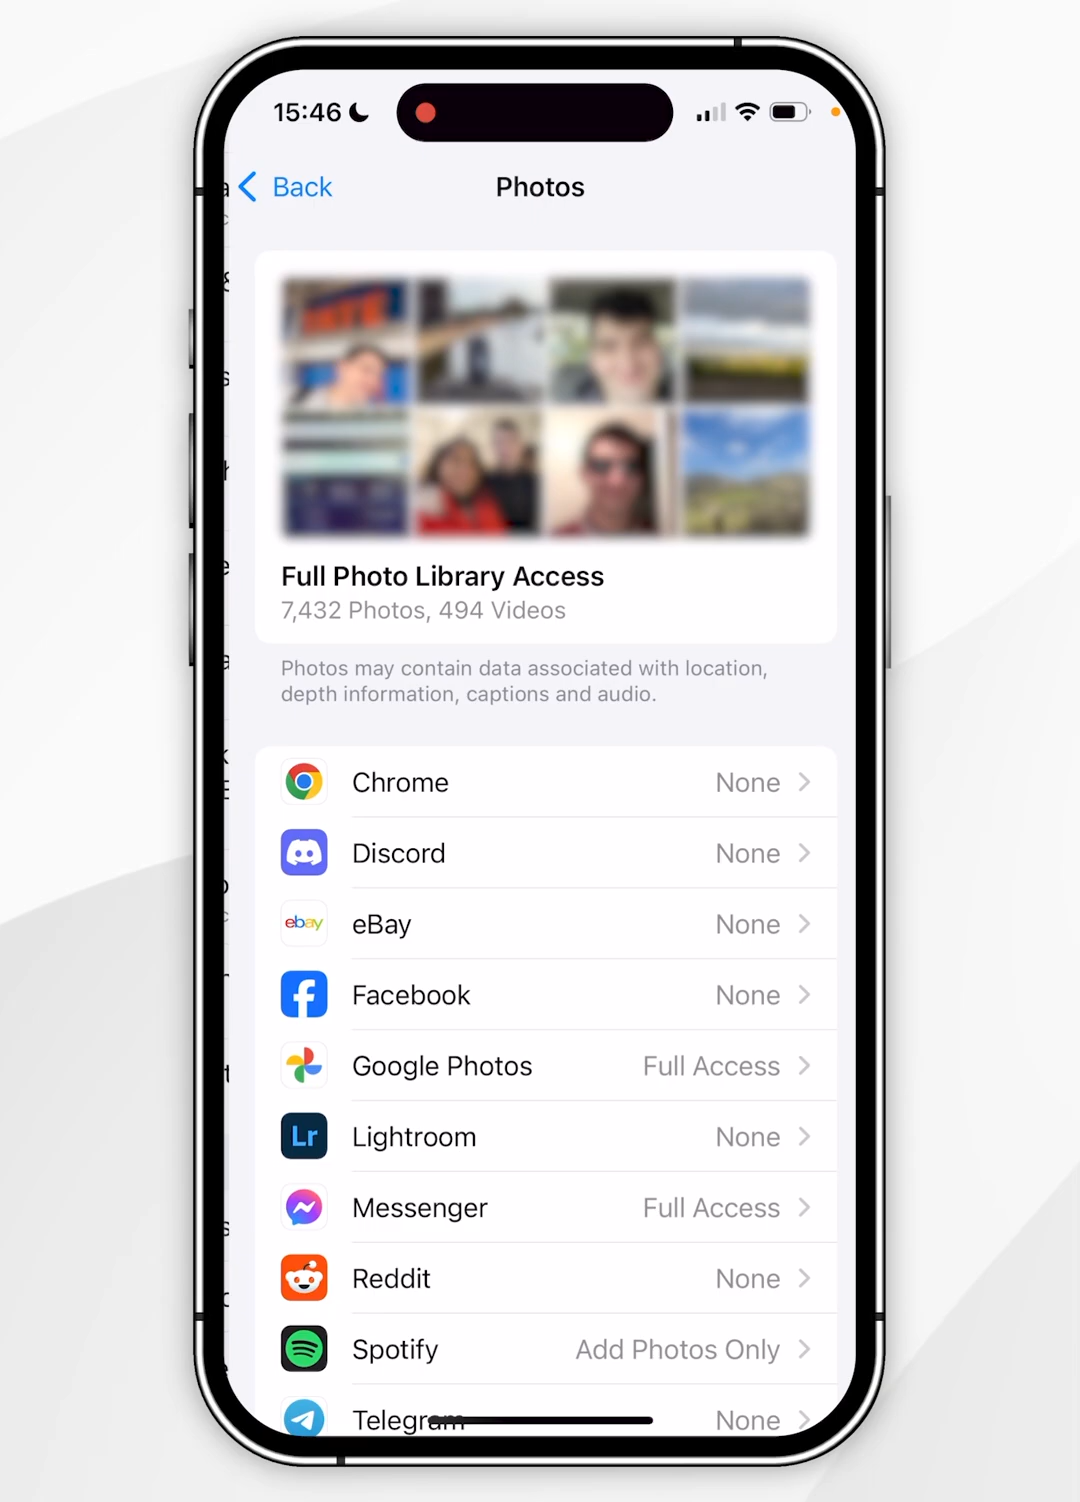 15:46
Back
Photos
Full Photo Library Access
7,432 Photos, 494 Videos
Photos may contain data associated with location,
depth information, captions and audio.
Chrome None
Discord None
ebay eBay None
Facebook None
Google Photos Full Access
Lr Lightroom None
Messenger Full Access
Reddit None
Spotify Add Photos Only
Telegram None